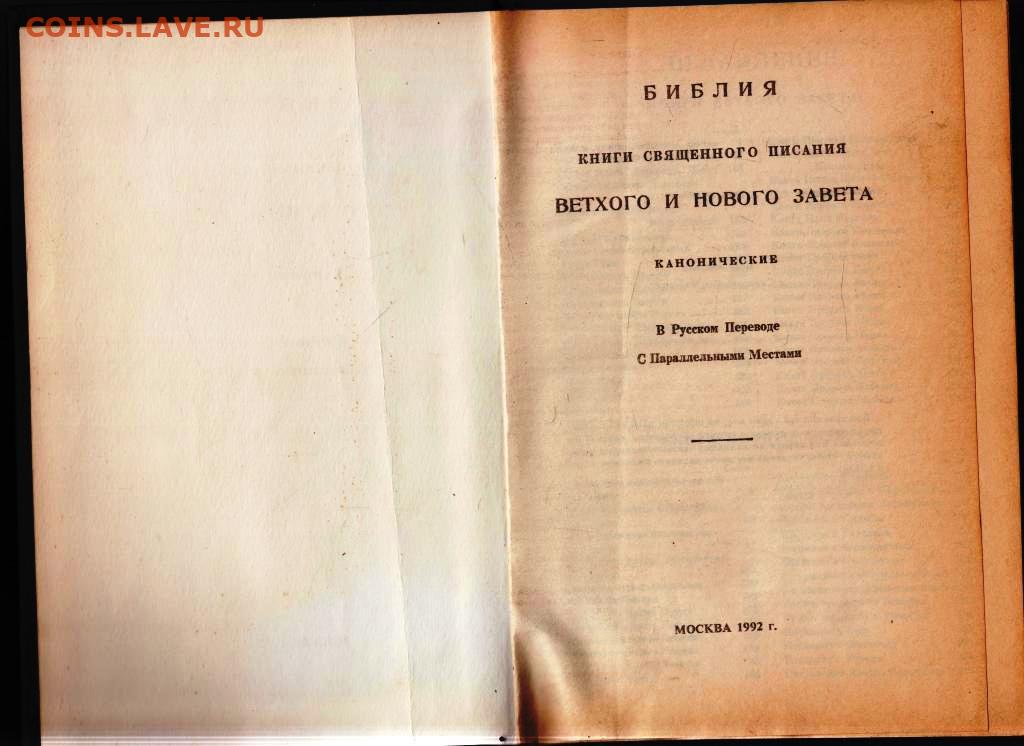 COINS.LAVE.RU
БИБЛИЯ
КНИГИ СВЯЩЕННОГО ПИСАНИЯ
ВЕТХОГО И НОВОГО ЗАВЕТА
КАНОНИЧЕСКИЕ
В Русском Переводе
С Параллельными Местами
МОСКВА 1992 г.